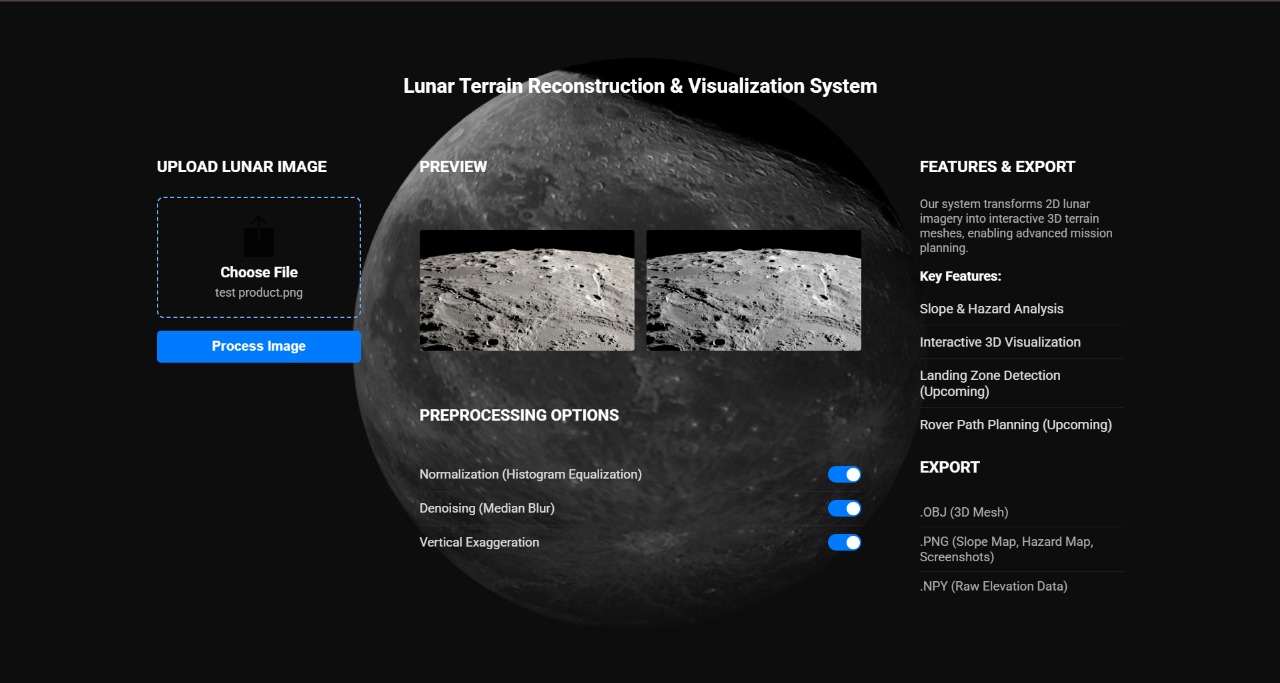 Lunar Terrain Reconstruction & Visualization System
UPLOAD LUNAR IMAGE
Choose File
test product.png
Process Image
PREVIEW
PREPROCESSING OPTIONS
Normalization (Histogram Equalization)
Denoising (Median Blur)
Vertical Exaggeration
FEATURES & EXPORT
Our system transforms 2D lunar
imagery into interactive 3D terrain
meshes, enabling advanced mission
planning.
Key Features:
Slope & Hazard Analysis
Interactive 3D Visualization
Landing Zone Detection
(Upcoming)
Rover Path Planning (Upcoming)
EXPORT
.OBJ (3D Mesh)
.PNG (Slope Map, Hazard Map,
Screenshots)
.NPY (Raw Elevation Data)